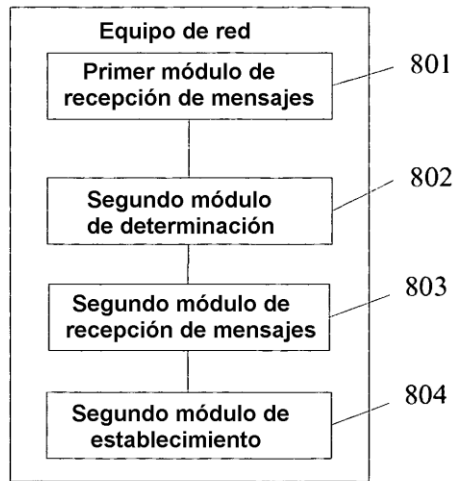 Equipo de red
Primer módulo de
recepción de mensajes
801
Segundo módulo
de determinación
802
Segundo módulo de
recepción de mensajes
803
Segundo módulo de
establecimiento
804